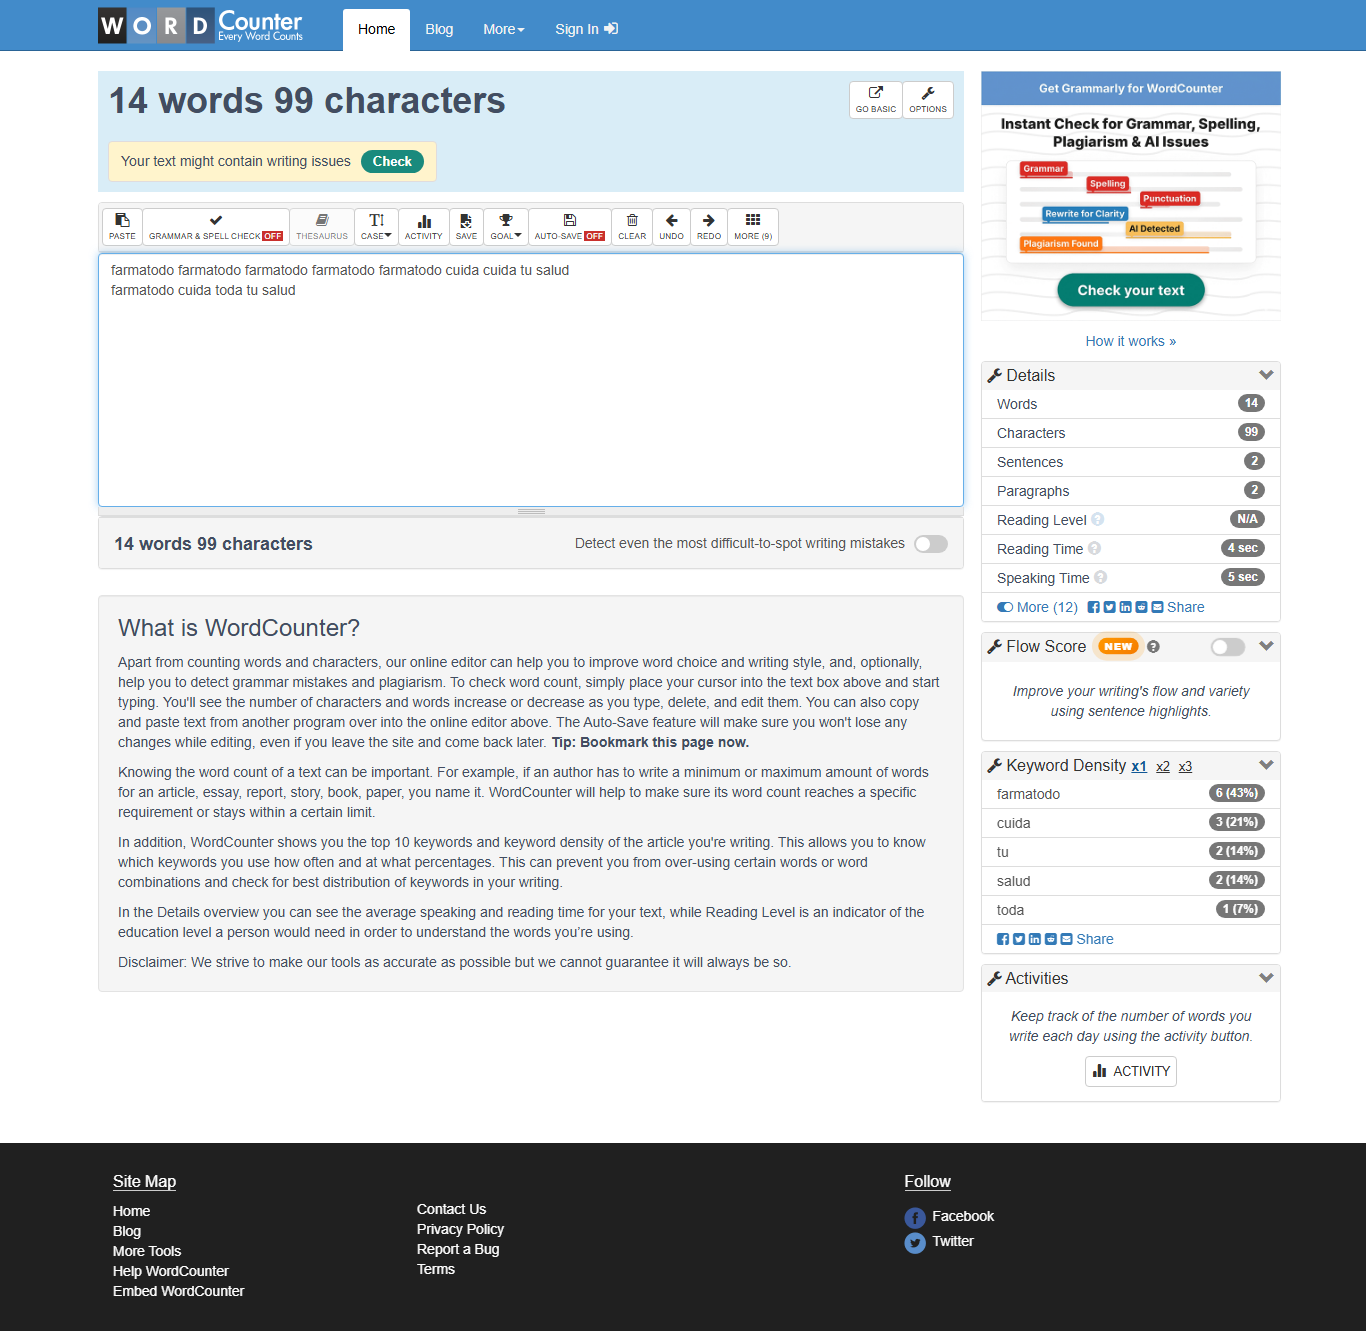 WORD Counter
Every Word Counts
Home
Blog
More
Sign In
14 words 99 characters
GO BASIC
OPTIONS
Your text might contain writing issues
Check
PASTE
GRAMMAR & SPELL CHECK OFF
THESAURUS
CASE
ACTIVITY
SAVE
GOAL
AUTO-SAVE OFF
CLEAR
UNDO
REDO
MORE (9)
farmatodo farmatodo farmatodo farmatodo farmatodo cuida cuida tu salud
farmatodo cuida toda tu salud
14 words 99 characters
Detect even the most difficult-to-spot writing mistakes
What is WordCounter?
Apart from counting words and characters, our online editor can help you to improve word choice and writing style, and, optionally,
help you to detect grammar mistakes and plagiarism. To check word count, simply place your cursor into the text box above and start
typing. You'll see the number of characters and words increase or decrease as you type, delete, and edit them. You can also copy
and paste text from another program over into the online editor above. The Auto-Save feature will make sure you won't lose any
changes while editing, even if you leave the site and come back later. Tip: Bookmark this page now.
Knowing the word count of a text can be important. For example, if an author has to write a minimum or maximum amount of words
for an article, essay, report, story, book, paper, you name it. WordCounter will help to make sure its word count reaches a specific
requirement or stays within a certain limit.
In addition, WordCounter shows you the top 10 keywords and keyword density of the article you're writing. This allows you to know
which keywords you use how often and at what percentages. This can prevent you from over-using certain words or word
combinations and check for best distribution of keywords in your writing.
In the Details overview you can see the average speaking and reading time for your text, while Reading Level is an indicator of the
education level a person would need in order to understand the words you’re using.
Disclaimer: We strive to make our tools as accurate as possible but we cannot guarantee it will always be so.
Get Grammarly for WordCounter
Instant Check for Grammar, Spelling,
Plagiarism & AI Issues
Grammar
Spelling
Punctuation
Rewrite for Clarity
AI Detected
Plagiarism Found
Check your text
How it works »
Details
Words 14
Characters 99
Sentences 2
Paragraphs 2
Reading Level ? N/A
Reading Time ? 4 sec
Speaking Time ? 5 sec
More (12) Share
Flow Score NEW ?
Improve your writing's flow and variety
using sentence highlights.
Keyword Density x1 x2 x3
farmatodo 6 (43%)
cuida 3 (21%)
tu 2 (14%)
salud 2 (14%)
toda 1 (7%)
Share
Activities
Keep track of the number of words you
write each day using the activity button.
ACTIVITY
Site Map
Home
Blog
More Tools
Help WordCounter
Embed WordCounter
Contact Us
Privacy Policy
Report a Bug
Terms
Follow
Facebook
Twitter